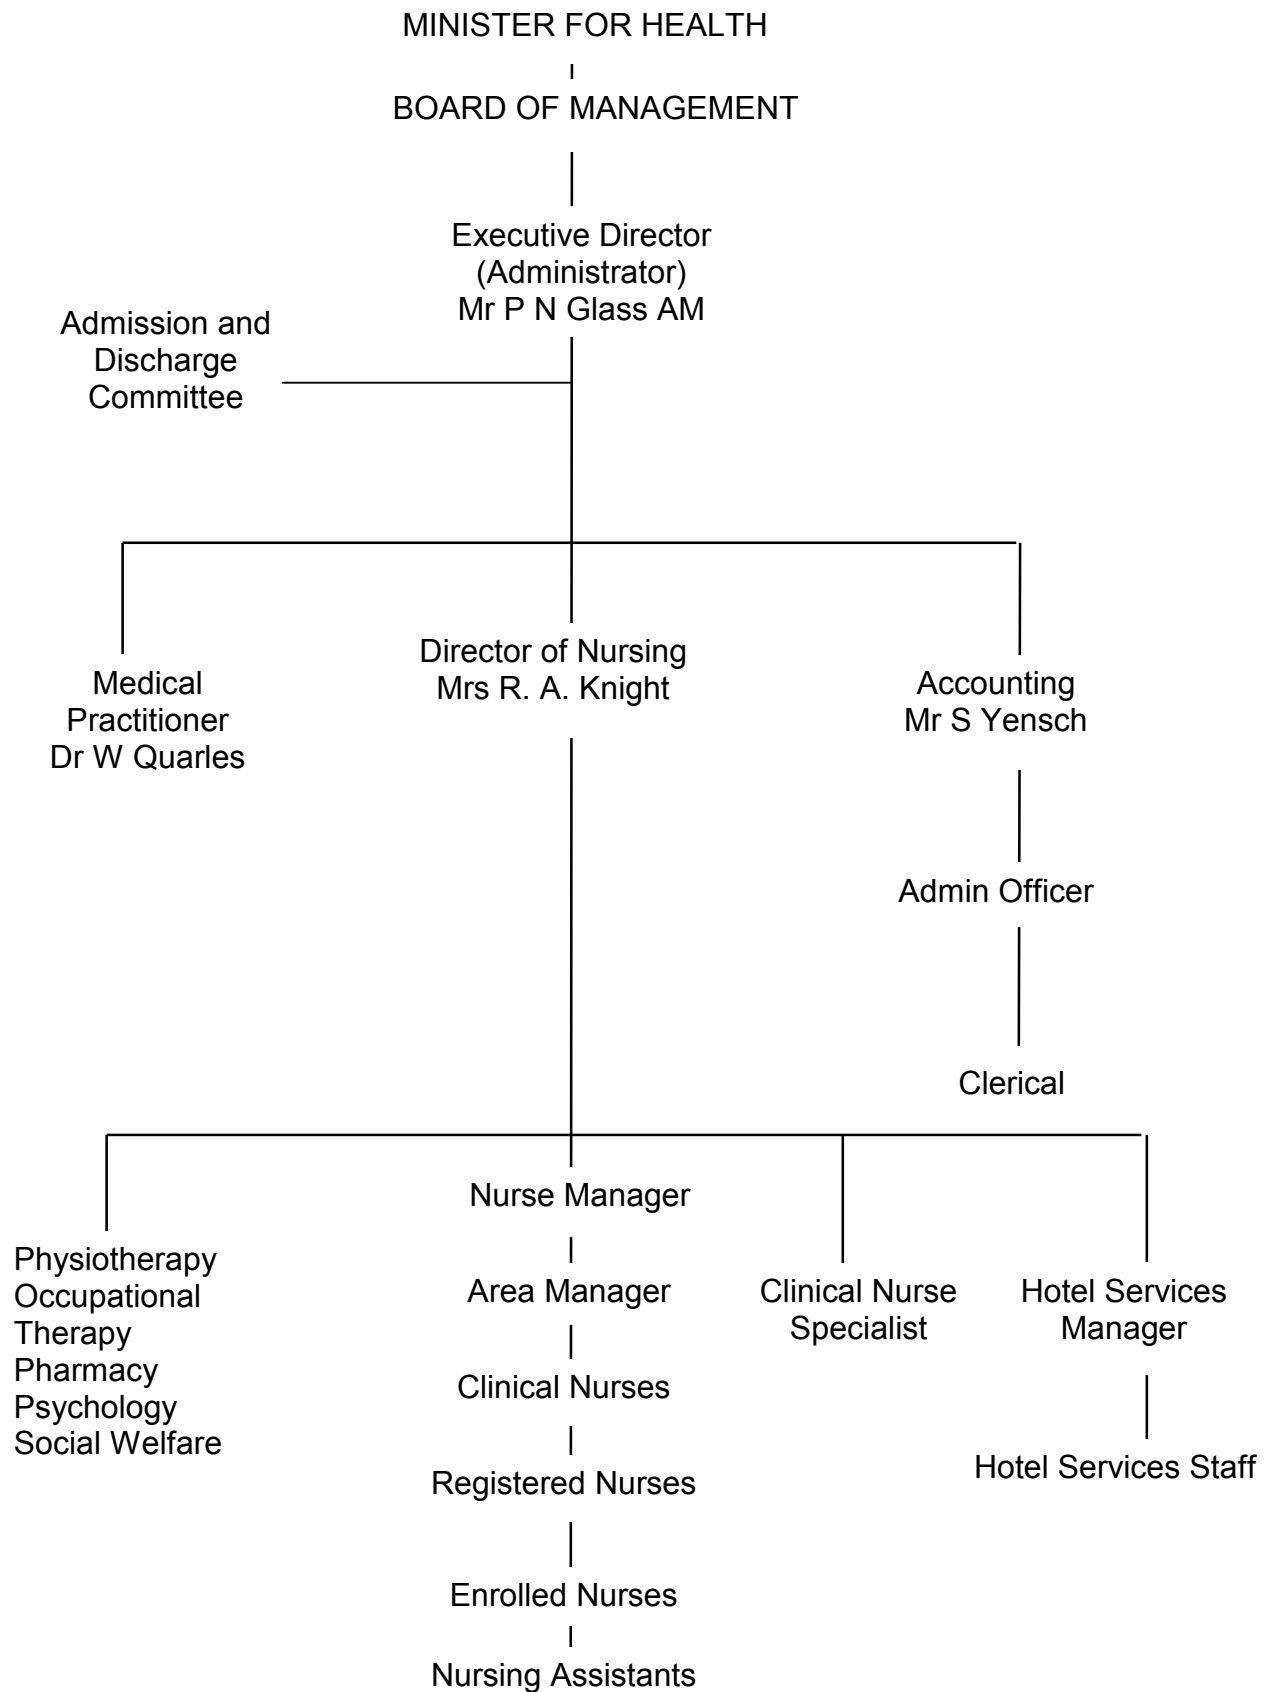 MINISTER FOR HEALTH
BOARD OF MANAGEMENT
Executive Director
(Administrator)
Mr P N Glass AM
Admission and
Discharge
Committee
Medical
Practitioner
Dr W Quarles
Director of Nursing
Mrs R. A. Knight
Accounting
Mr S Yensch
Admin Officer
Clerical
Physiotherapy
Occupational
Therapy
Pharmacy
Psychology
Social Welfare
Nurse Manager
Area Manager
Clinical Nurses
Registered Nurses
Enrolled Nurses
Nursing Assistants
Clinical Nurse
Specialist
Hotel Services
Manager
Hotel Services Staff